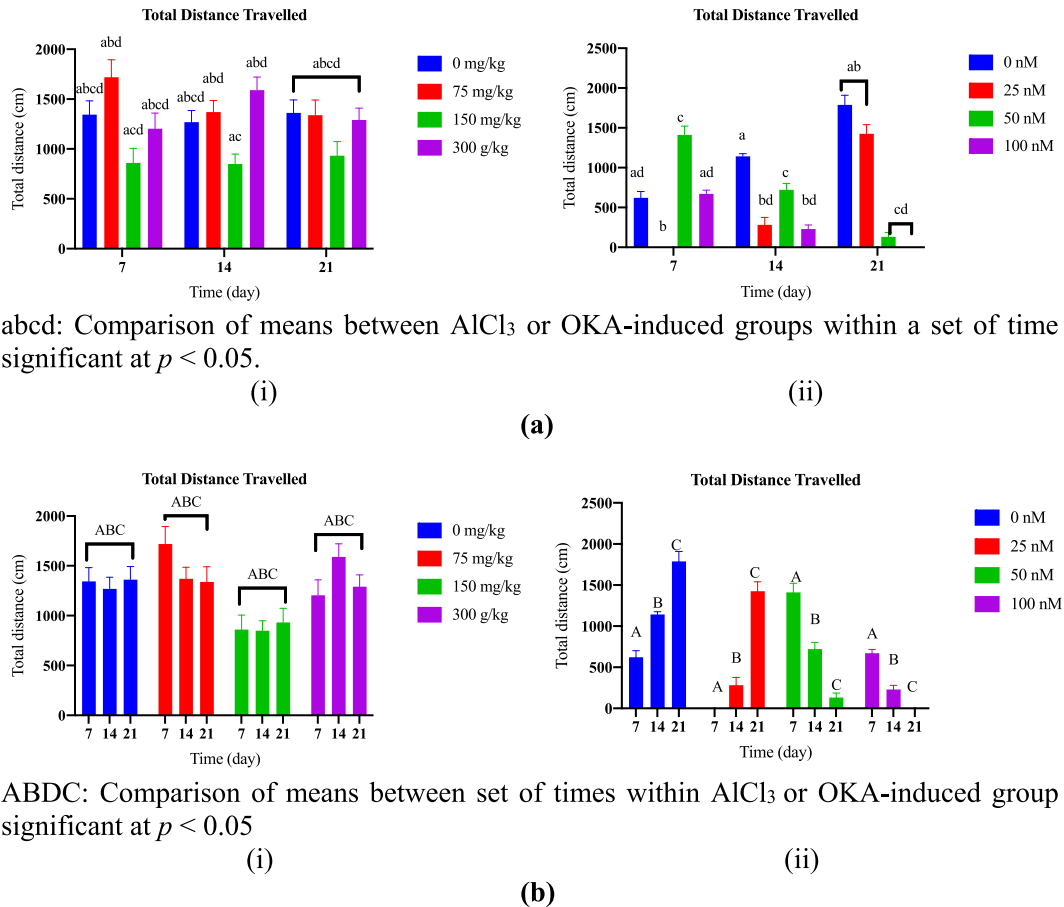 Total Distance Travelled
2000
1500
1000
500
0
Total distance (cm)
abcd
abd
acd
abcd
abcd
abd
ac
abd
abcd
7
14
21
Time (day)
0 mg/kg
75 mg/kg
150 mg/kg
300 g/kg
Total Distance Travelled
2500
2000
1500
1000
500
0
Total distance (cm)
ad
b
c
ad
a
bd
c
bd
ab
cd
7
14
21
Time (day)
0 nM
25 nM
50 nM
100 nM
abcd: Comparison of means between AlCl₃ or OKA-induced groups within a set of time
significant at p < 0.05.
(i)
(ii)
(a)
Total Distance Travelled
2000
1500
1000
500
0
Total distance (cm)
ABC
ABC
ABC
ABC
7 14 21
7 14 21
7 14 21
7 14 21
Time (day)
0 mg/kg
75 mg/kg
150 mg/kg
300 g/kg
Total Distance Travelled
2500
2000
1500
1000
500
0
Total distance (cm)
A
B
C
A
B
C
A
B
C
A
B
C
7 14 21
7 14 21
7 14 21
7 14 21
Time (day)
0 nM
25 nM
50 nM
100 nM
ABDC: Comparison of means between set of times within AlCl₃ or OKA-induced group
significant at p < 0.05
(i)
(ii)
(b)